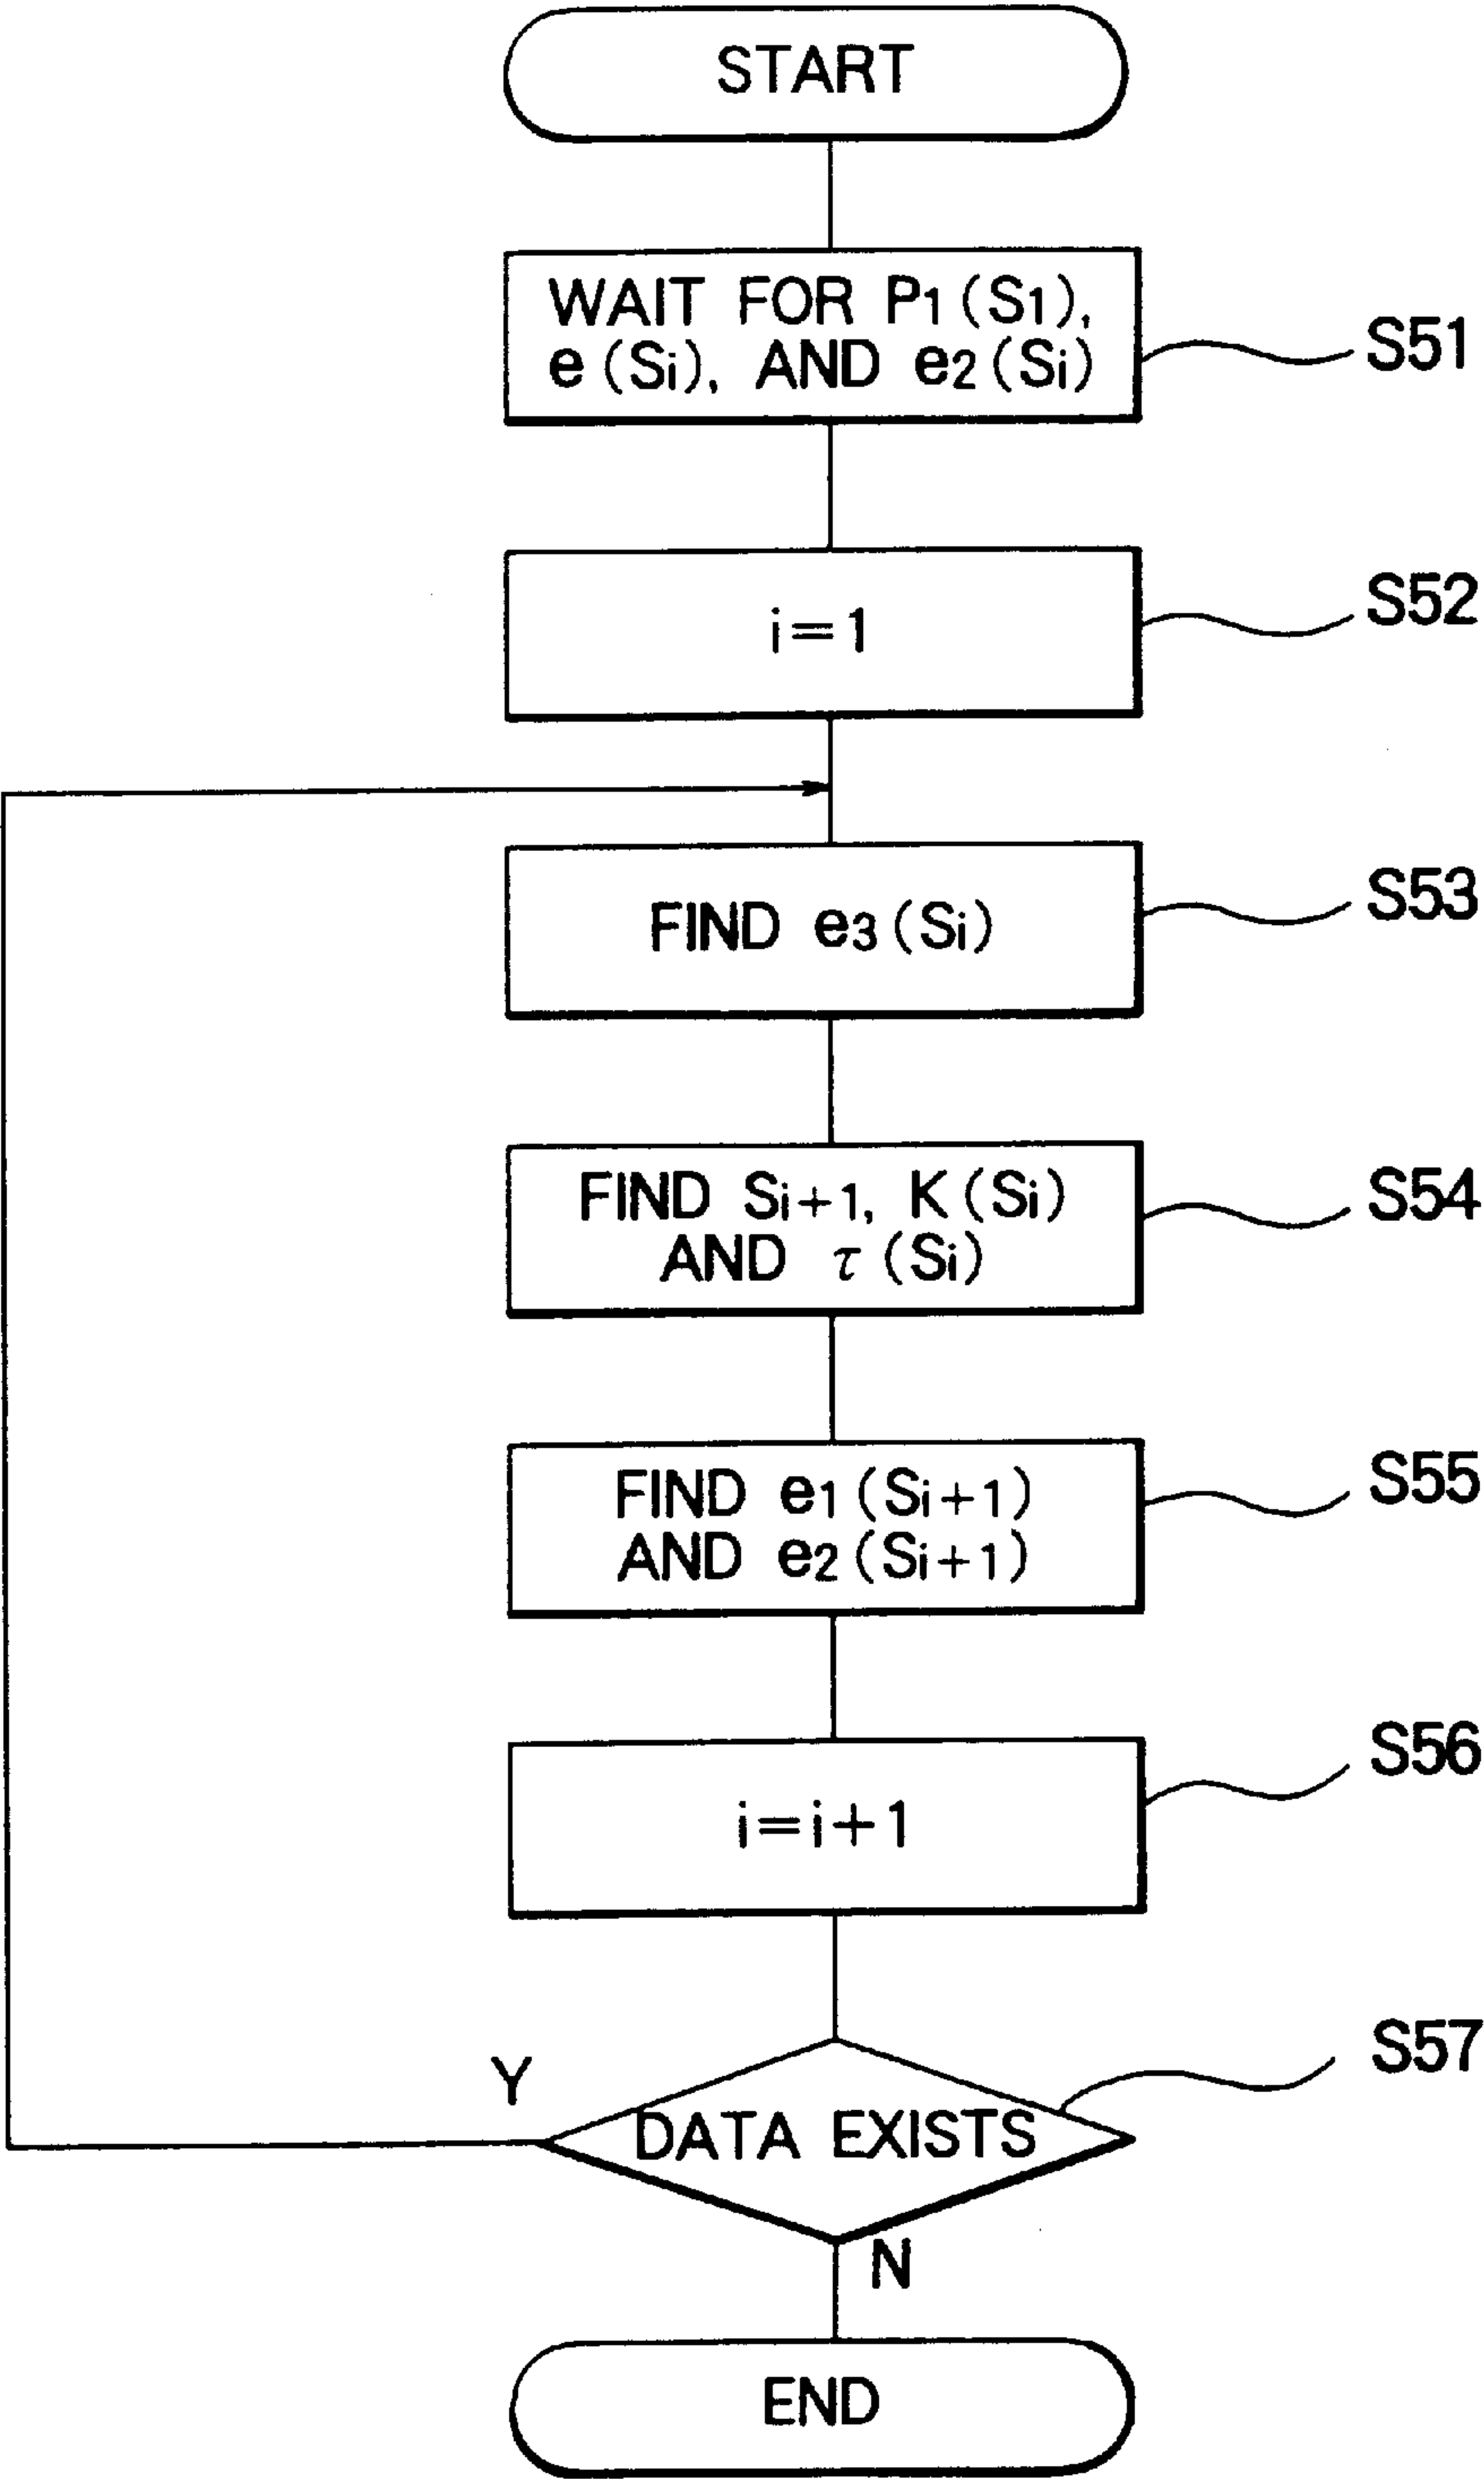 START
WAIT FOR P1(S1),
e(Si), AND e2(Si)
S51
i=1
S52
FIND e3(Si)
S53
FIND Si+1, K(Si)
AND τ(Si)
S54
FIND e1(Si+1)
AND e2(Si+1)
S55
i=i+1
S56
DATA EXISTS
S57
Y
N
END